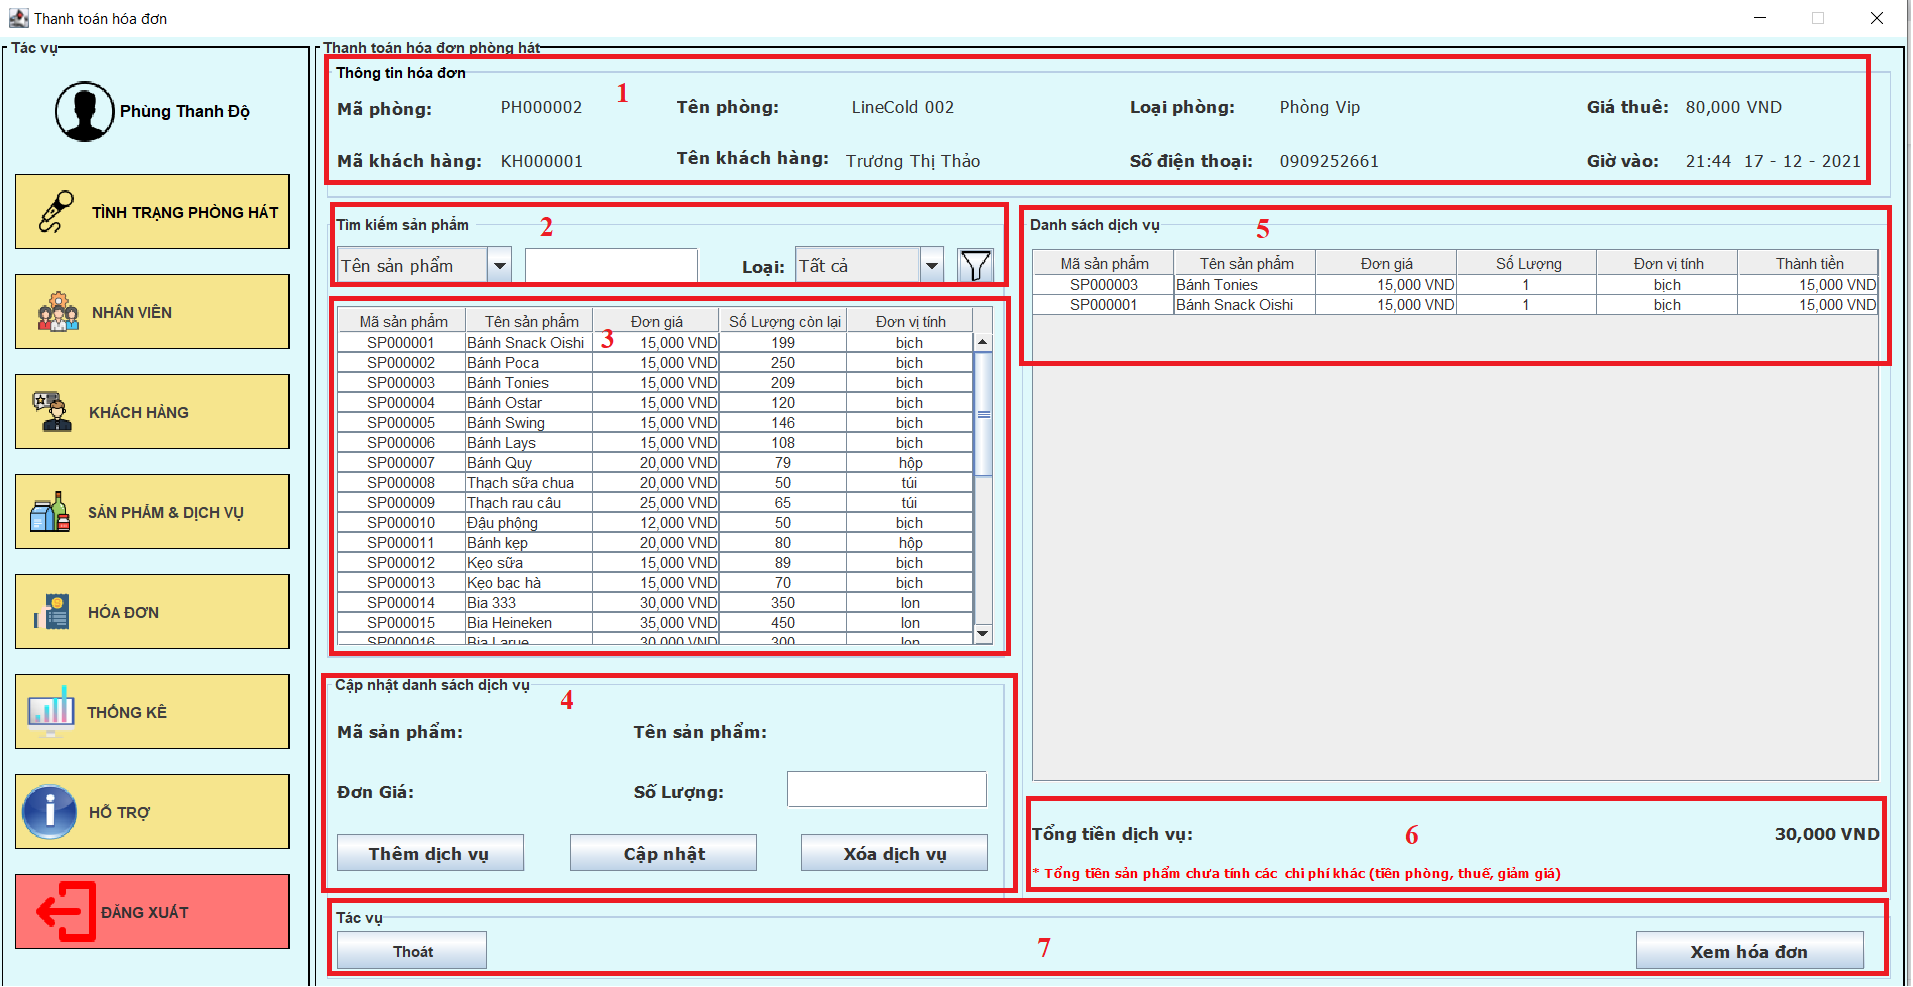 Thanh toán hóa đơn
Tác vụ
Phùng Thanh Độ
TÌNH TRẠNG PHÒNG HÁT
NHÂN VIÊN
KHÁCH HÀNG
SẢN PHẨM & DỊCH VỤ
HÓA ĐƠN
THỐNG KÊ
HỖ TRỢ
ĐĂNG XUẤT
Thanh toán hóa đơn phòng hát
Thông tin hóa đơn
1
Mã phòng: PH000002 Tên phòng: LineCold 002 Loại phòng: Phòng Vip Giá thuê: 80,000 VND
Mã khách hàng: KH000001 Tên khách hàng: Trương Thị Thảo Số điện thoại: 0909252661 Giờ vào: 21:44 17 - 12 - 2021
Tìm kiếm sản phẩm 2
Tên sản phẩm Loại: Tất cả
Mã sản phẩm Tên sản phẩm Đơn giá Số Lượng còn lại Đơn vị tính
3
SP000001 Bánh Snack Oishi 15,000 VND 199 bịch
SP000002 Bánh Poca 15,000 VND 250 bịch
SP000003 Bánh Tonies 15,000 VND 209 bịch
SP000004 Bánh Ostar 15,000 VND 120 bịch
SP000005 Bánh Swing 15,000 VND 146 bịch
SP000006 Bánh Lays 15,000 VND 108 bịch
SP000007 Bánh Quy 20,000 VND 79 hộp
SP000008 Thạch sữa chua 20,000 VND 50 túi
SP000009 Thạch rau câu 25,000 VND 65 túi
SP000010 Đậu phộng 12,000 VND 50 bịch
SP000011 Bánh kẹp 20,000 VND 80 hộp
SP000012 Kẹo sữa 15,000 VND 89 bịch
SP000013 Kẹo bạc hà 15,000 VND 70 bịch
SP000014 Bia 333 30,000 VND 350 lon
SP000015 Bia Heineken 35,000 VND 450 lon
SP000016 Bia Larue 30,000 VND 300 lon
Cập nhật danh sách dịch vụ 4
Mã sản phẩm: Tên sản phẩm:
Đơn Giá: Số Lượng:
Thêm dịch vụ Cập nhật Xóa dịch vụ
Danh sách dịch vụ 5
Mã sản phẩm Tên sản phẩm Đơn giá Số Lượng Đơn vị tính Thành tiền
SP000003 Bánh Tonies 15,000 VND 1 bịch 15,000 VND
SP000001 Bánh Snack Oishi 15,000 VND 1 bịch 15,000 VND
Tổng tiền dịch vụ: 6 30,000 VND
* Tổng tiền sản phẩm chưa tính các chi phí khác (tiền phòng, thuế, giảm giá)
Tác vụ
Thoát 7 Xem hóa đơn